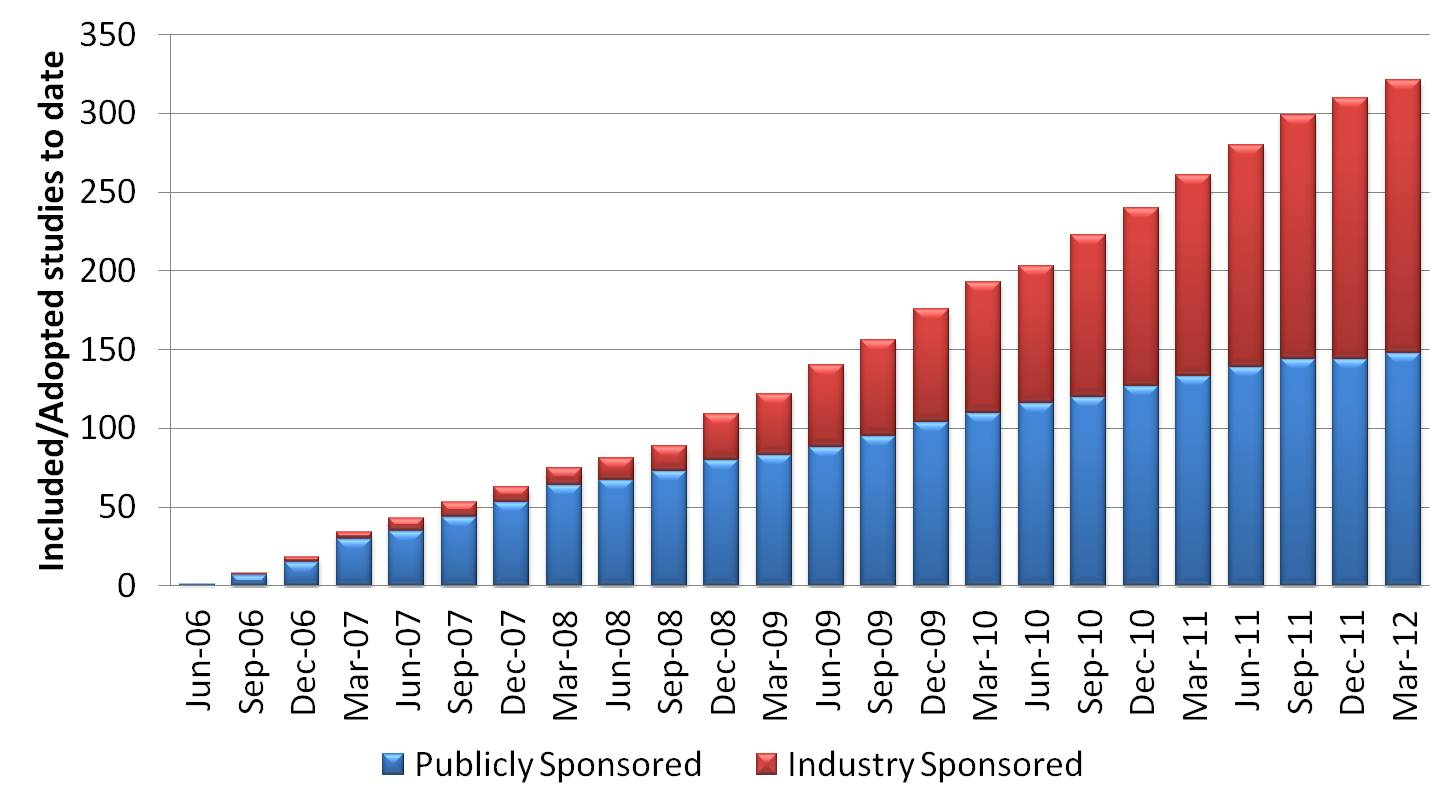 Included/Adopted studies to date
350
300
250
200
150
100
50
0
Jun-06
Sep-06
Dec-06
Mar-07
Jun-07
Sep-07
Dec-07
Mar-08
Jun-08
Sep-08
Dec-08
Mar-09
Jun-09
Sep-09
Dec-09
Mar-10
Jun-10
Sep-10
Dec-10
Mar-11
Jun-11
Sep-11
Dec-11
Mar-12
Publicly Sponsored
Industry Sponsored